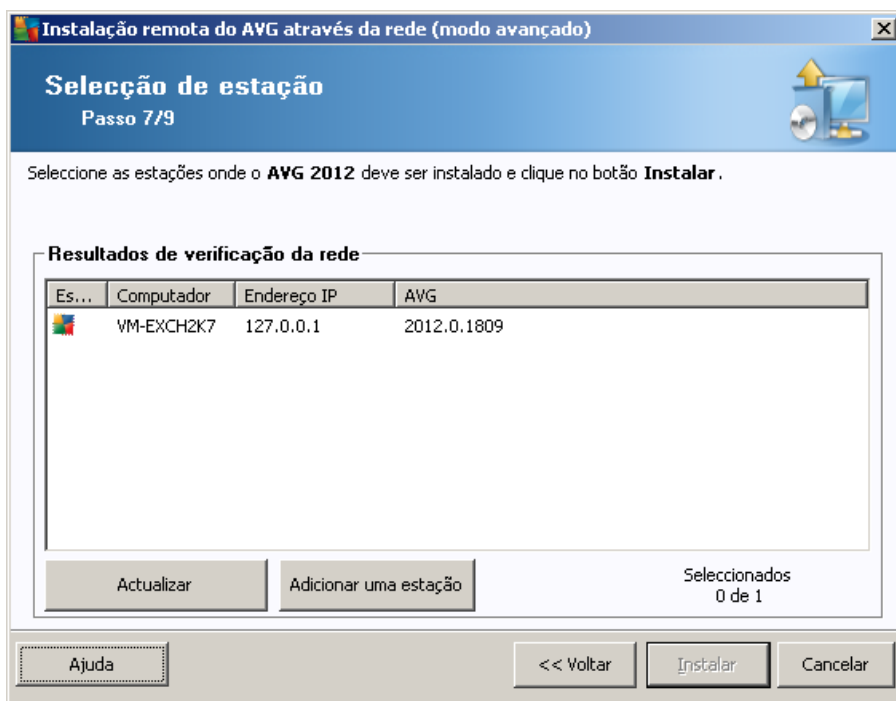 Instalação remota do AVG através da rede (modo avançado)
Selecção de estação
Passo 7/9
Seleccione as estações onde o AVG 2012 deve ser instalado e clique no botão Instalar.
Resultados de verificação da rede
Es... Computador Endereço IP AVG
VM-EXCH2K7 127.0.0.1 2012.0.1809
Actualizar Adicionar uma estação Seleccionados
0 de 1
Ajuda << Voltar Instalar Cancelar